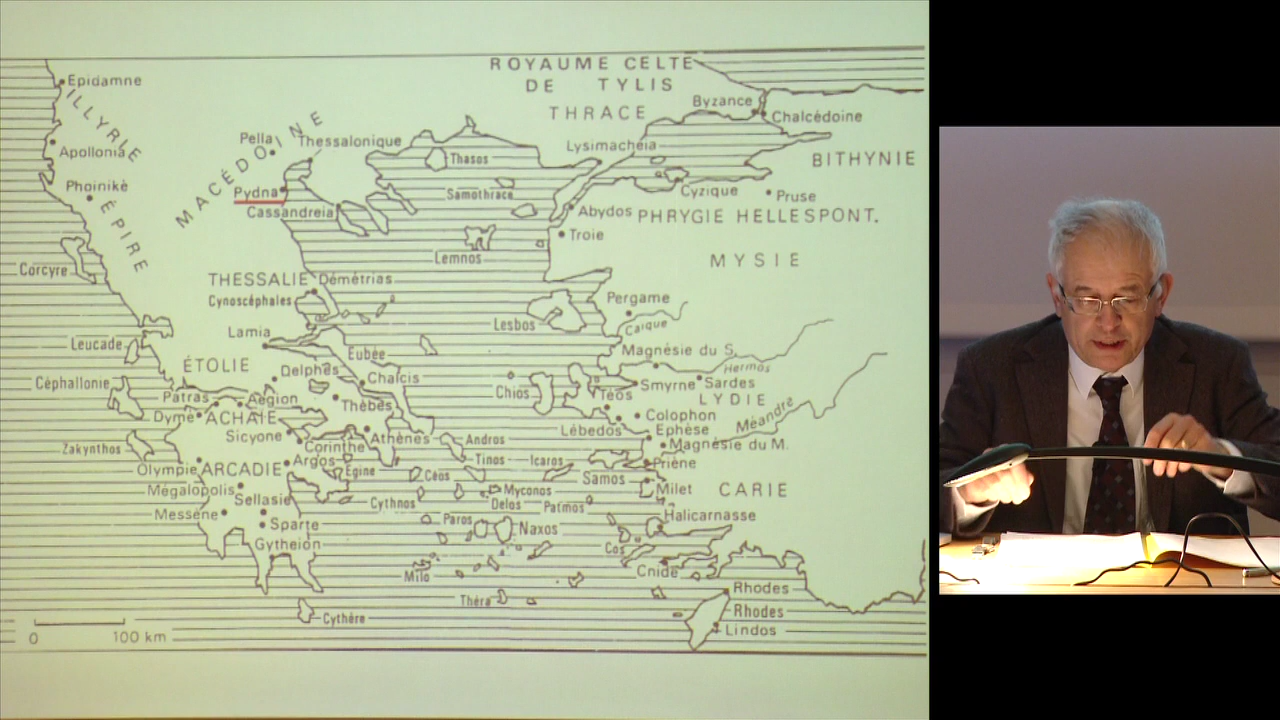 ROYAUME CELTE
DE TYLIS
THRACE
Epidamne
ILLYRIE
Byzance
Chalcédoine
Pella
Thessalonique
MACÉDOINE
Apollonia
Lysimacheia
Thasos
BITHYNIE
Phoinikè
ÉPIRE
Pydna
Samothrace
Cyzique
Pruse
Cassandreia
Abydos
PHRYGIE HELLESPONT.
Troie
Lemnos
MYSIE
Corcyre
THESSALIE
Démétrias
Cynoscéphales
Pergame
Lesbos
Caïque
Lamia
Leucade
Eubée
Magnésie du S.
Hermos
ÉTOLIE
Delphes
Chalcis
Céphallonie
Smyrne
Sardes
Chios
Téos
LYDIE
Patras
Aegion
Thèbes
Méandre
Dymè
ACHAIE
Colophon
Lébedos
Ephèse
Sicyone
Athènes
Andros
Magnésie du M.
Zakynthos
Corinthe
Tinos
Icaros
Priène
Olympie
ARCADIE
Argos
Egine
Céos
Samos
Mégalopolis
Myconos
Milet
CARIE
Sellasie
Cythnos
Delos
Patmos
Messène
Sparte
Paros
Naxos
Halicarnasse
Gytheion
Cos
Milo
Cnide
Théra
Rhodes
Rhodes
Cythère
Lindos
0 100 km